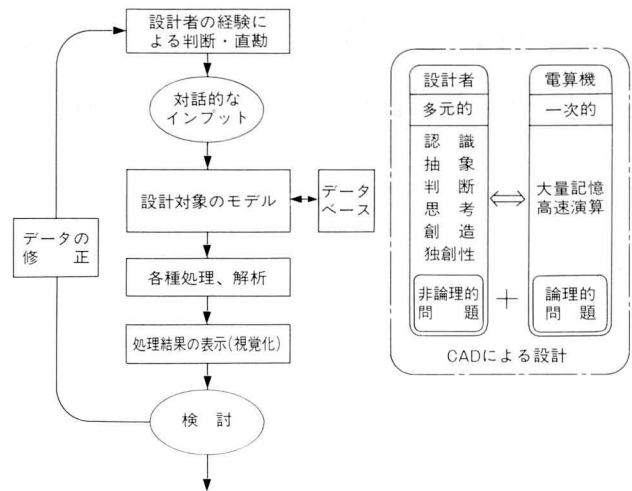 設計者の経験に
よる判断・直勘
対話的な
インプット
設計対象のモデル
データ
ベース
データの
修　正
各種処理、解析
処理結果の表示(視覚化)
検　討
設計者
多元的
認　識
抽　象
判　断
思　考
創　造
独創性
非論理的
問　題
＋
電算機
一次的
大量記憶
高速演算
論理的
問　題
CADによる設計